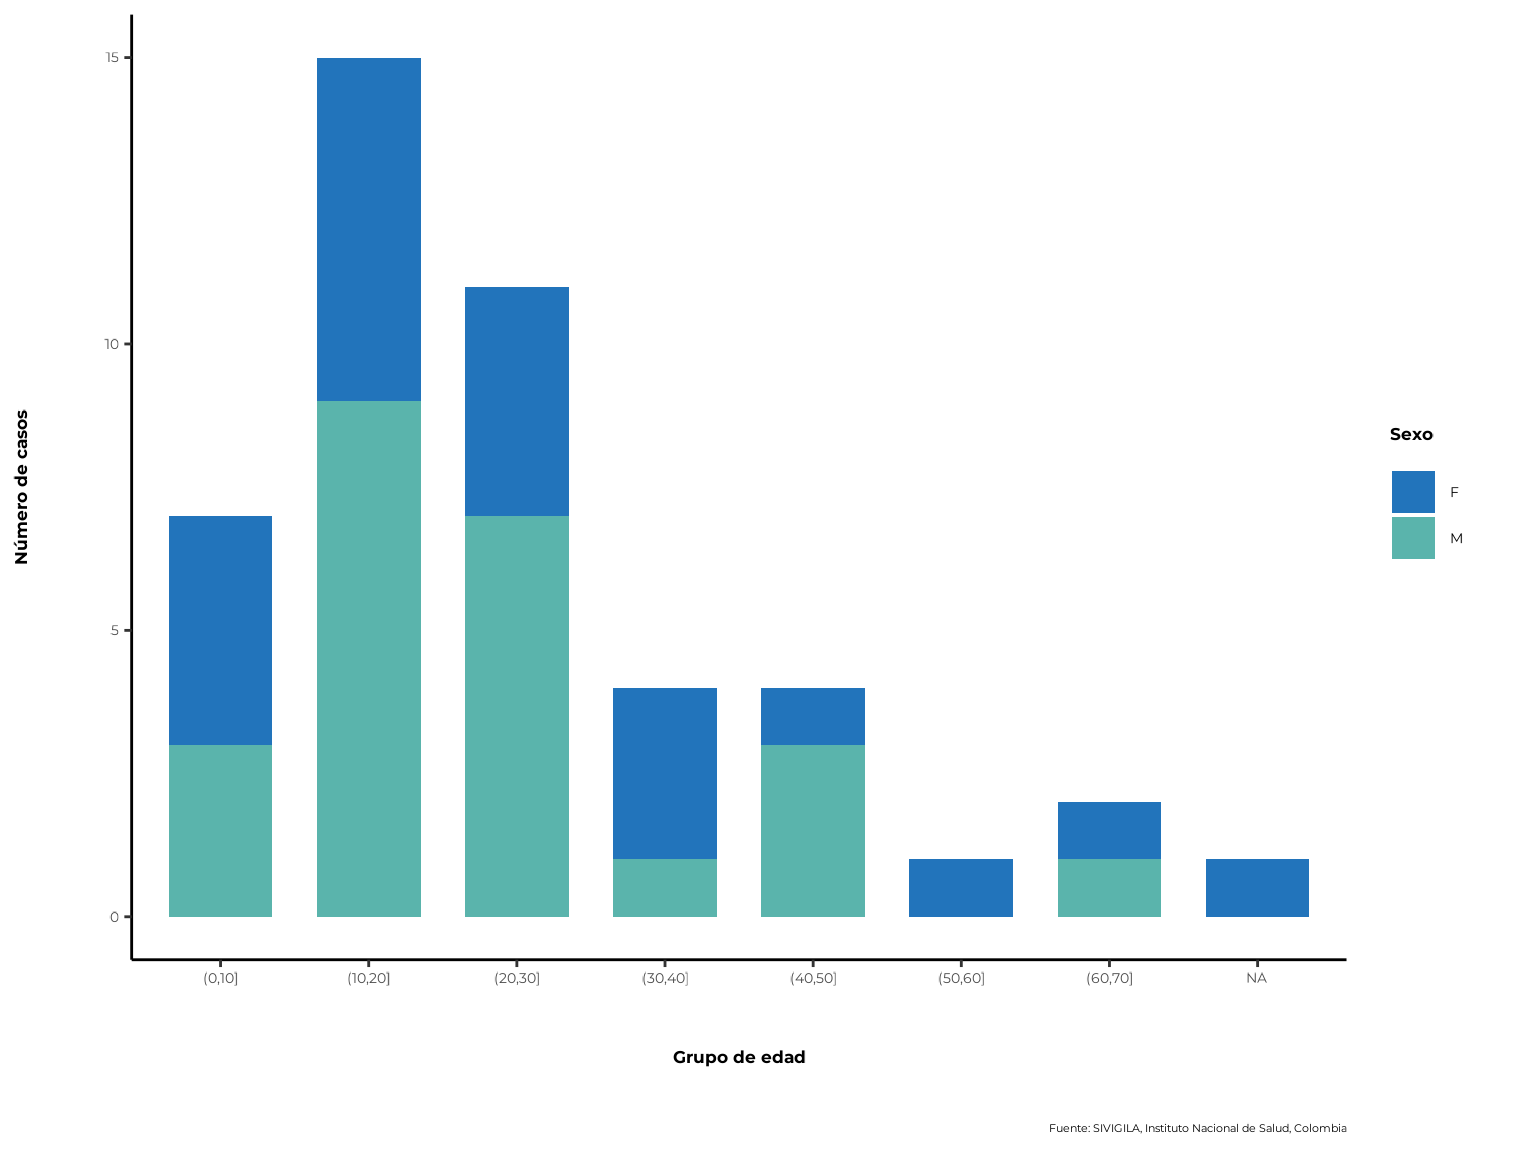 15
10
5
0
Número de casos
(0,10]
(10,20]
(20,30]
(30,40]
(40,50]
(50,60]
(60,70]
NA
Grupo de edad
Sexo
F
M
Fuente: SIVIGILA, Instituto Nacional de Salud, Colombia